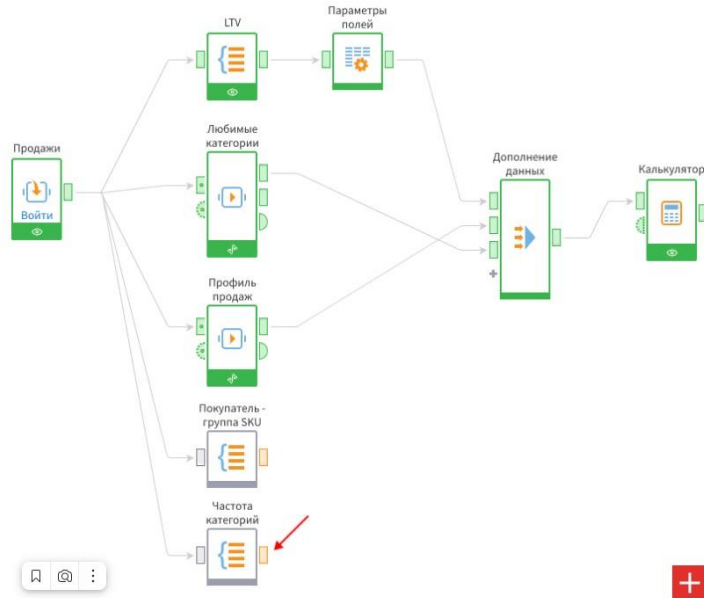 LTV
Параметры
полей
Продажи
Войти
Любимые
категории
Дополнение
данных
Калькулятор
Профиль
продаж
Покупатель -
группа SKU
Частота
категорий